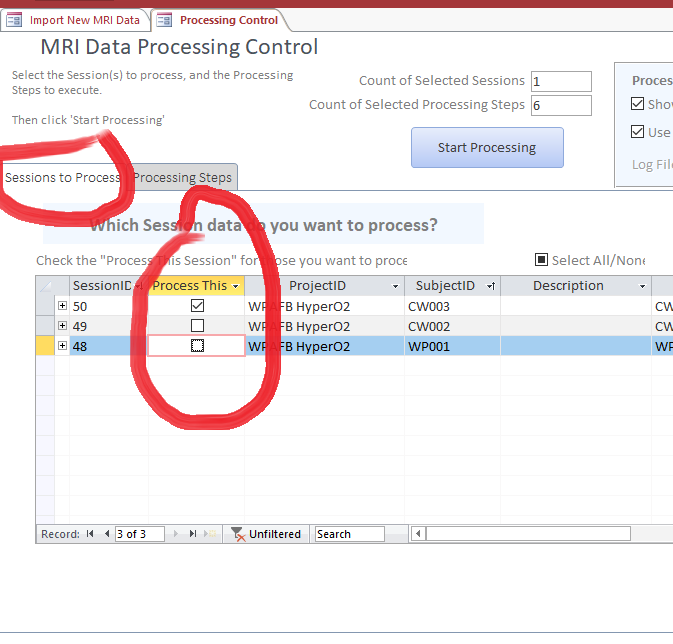 Import New MRI Data Processing Control
MRI Data Processing Control
Select the Session(s) to process, and the Processing
Steps to execute.
Then click 'Start Processing'
Count of Selected Sessions 1
Count of Selected Processing Steps 6
Start Processing
Proces
Show
Use
Log File
Sessions to Process Processing Steps
Which Session data do you want to process?
Check the "Process This Session" for those you want to proce
Select All/None
SessionID Process This ProjectID SubjectID Description
50 WPAFB HyperO2 CW003 CW
49 WPAFB HyperO2 CW002 CW
48 WPAFB HyperO2 WP001 WP
Record: 3 of 3 Unfiltered Search